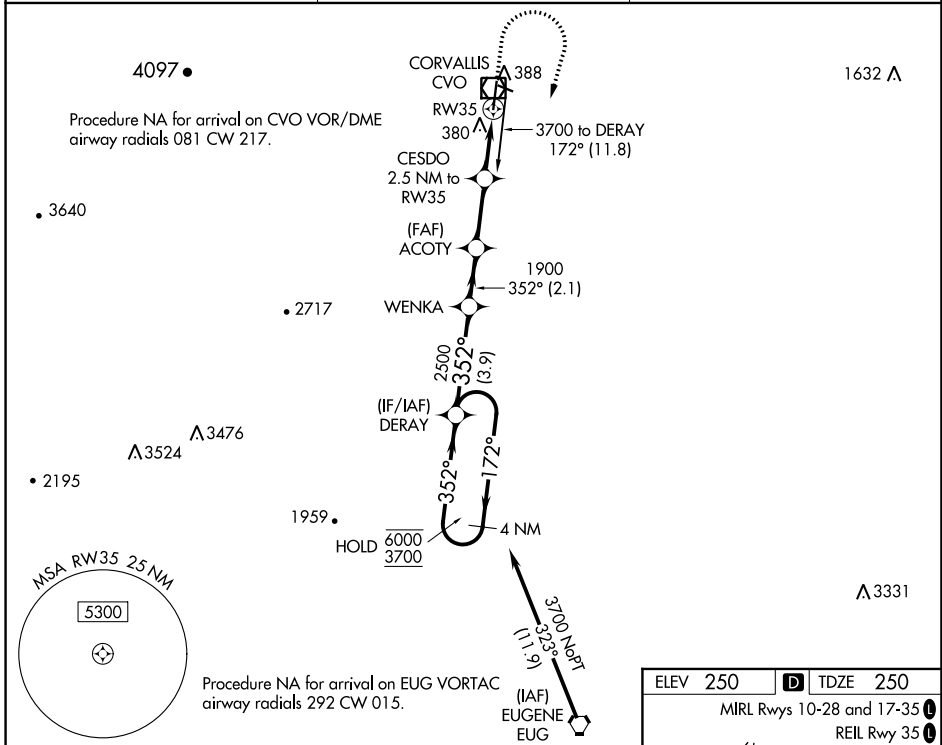 4097
CORVALLIS
CVO
388
1632
Procedure NA for arrival on CVO VOR/DME
airway radials 081 CW 217.
RW35
380
3700 to DERAY
172° (11.8)
CESDO
2.5 NM to
RW35
3640
(FAF)
ACOTY
1900
352° (2.1)
WENKA
2717
2500
352°
(3.9)
(IF/IAF)
DERAY
3476
3524
2195
352°
172°
1959
HOLD
6000
3700
4 NM
MSA RW35 25 NM
5300
3331
3700 NoPT
323°
(11.9)
Procedure NA for arrival on EUG VORTAC
airway radials 292 CW 015.
(IAF)
EUGENE
EUG
ELEV 250 D TDZE 250
MIRL Rwys 10-28 and 17-35 L
REIL Rwy 35 L